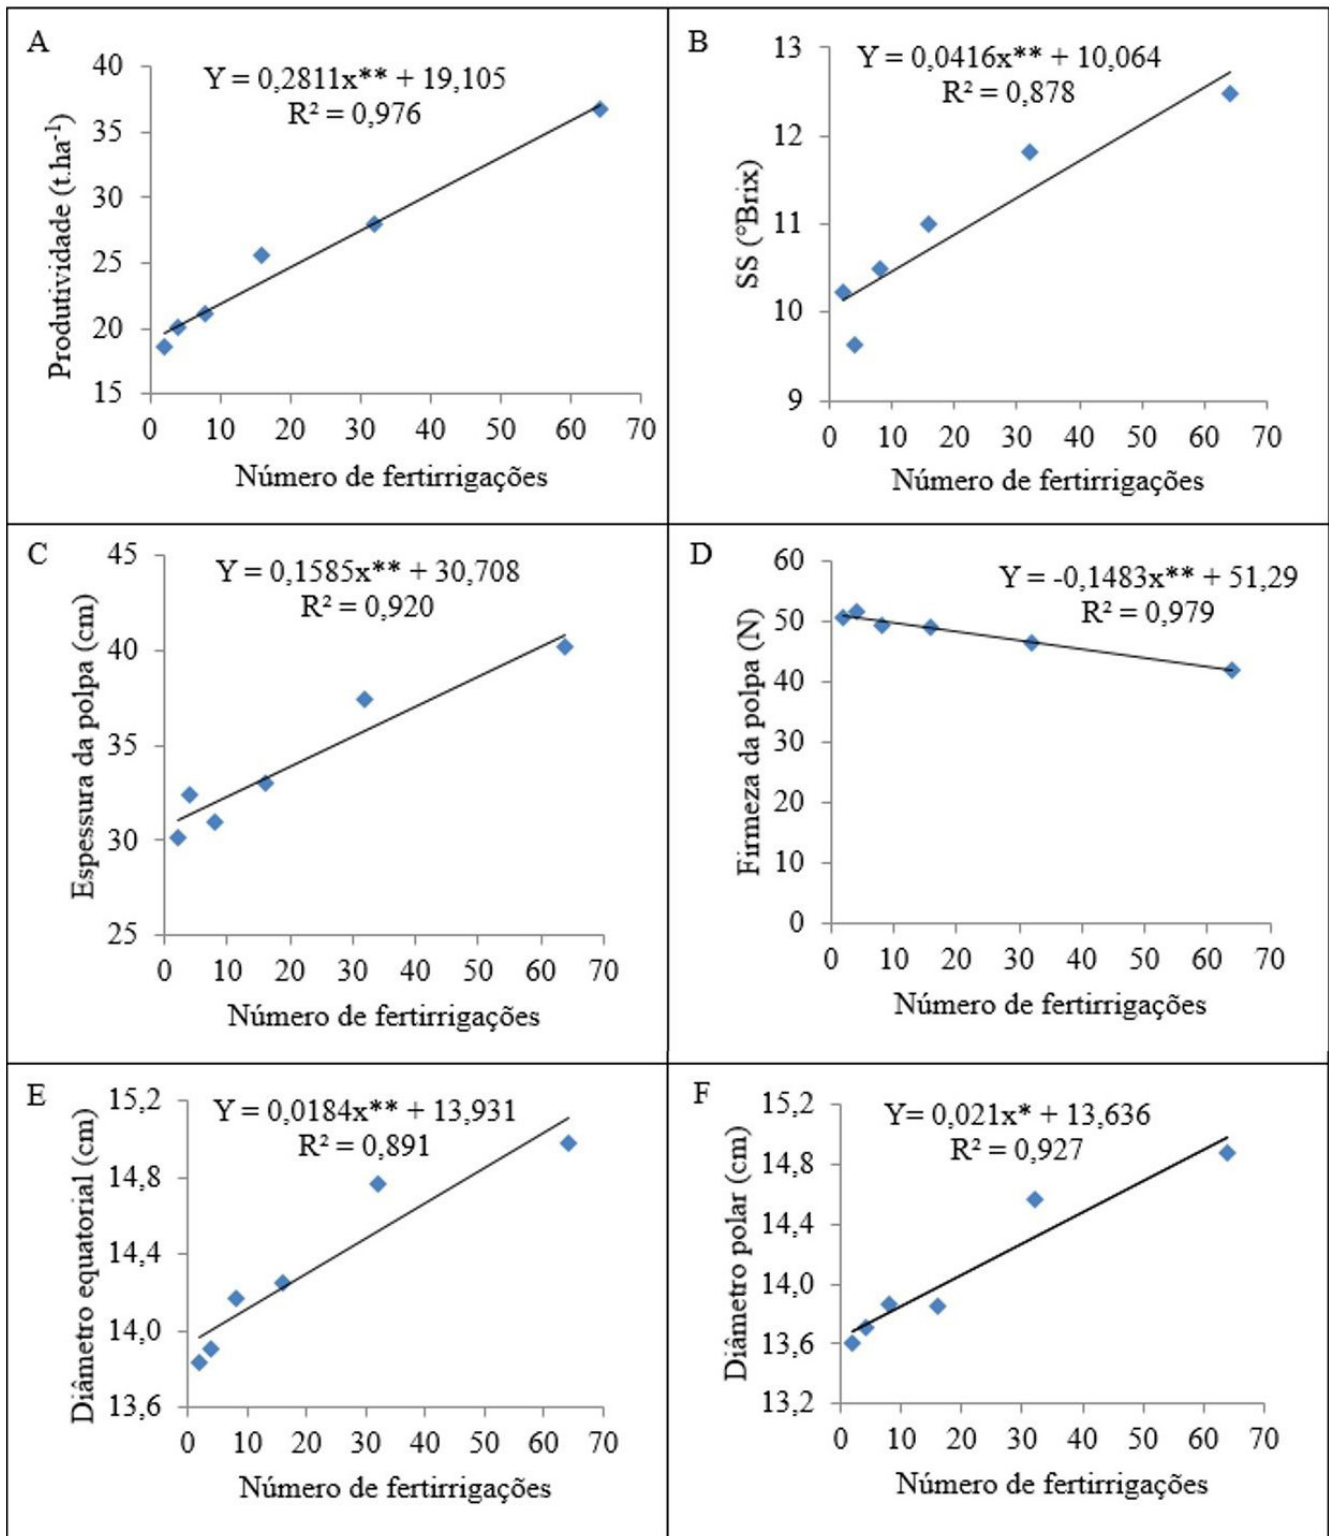 A
Y = 0,2811x** + 19,105
R² = 0,976
Produtividade (t.ha⁻¹)
40
35
30
25
20
15
0 10 20 30 40 50 60 70
Número de fertirrigações
B
Y = 0,0416x** + 10,064
R² = 0,878
SS (°Brix)
13
12
11
10
9
0 10 20 30 40 50 60 70
Número de fertirrigações
C
Y = 0,1585x** + 30,708
R² = 0,920
Espessura da polpa (cm)
45
40
35
30
25
0 10 20 30 40 50 60 70
Número de fertirrigações
D
Y = -0,1483x** + 51,29
R² = 0,979
Firmeza da polpa (N)
60
50
40
30
20
10
0
0 10 20 30 40 50 60 70
Número de fertirrigações
E
Y = 0,0184x** + 13,931
R² = 0,891
Diâmetro equatorial (cm)
15,2
14,8
14,4
14,0
13,6
0 10 20 30 40 50 60 70
Número de fertirrigações
F
Y= 0,021x* + 13,636
R² = 0,927
Diâmetro polar (cm)
15,2
14,8
14,4
14,0
13,6
13,2
0 10 20 30 40 50 60 70
Número de fertirrigações